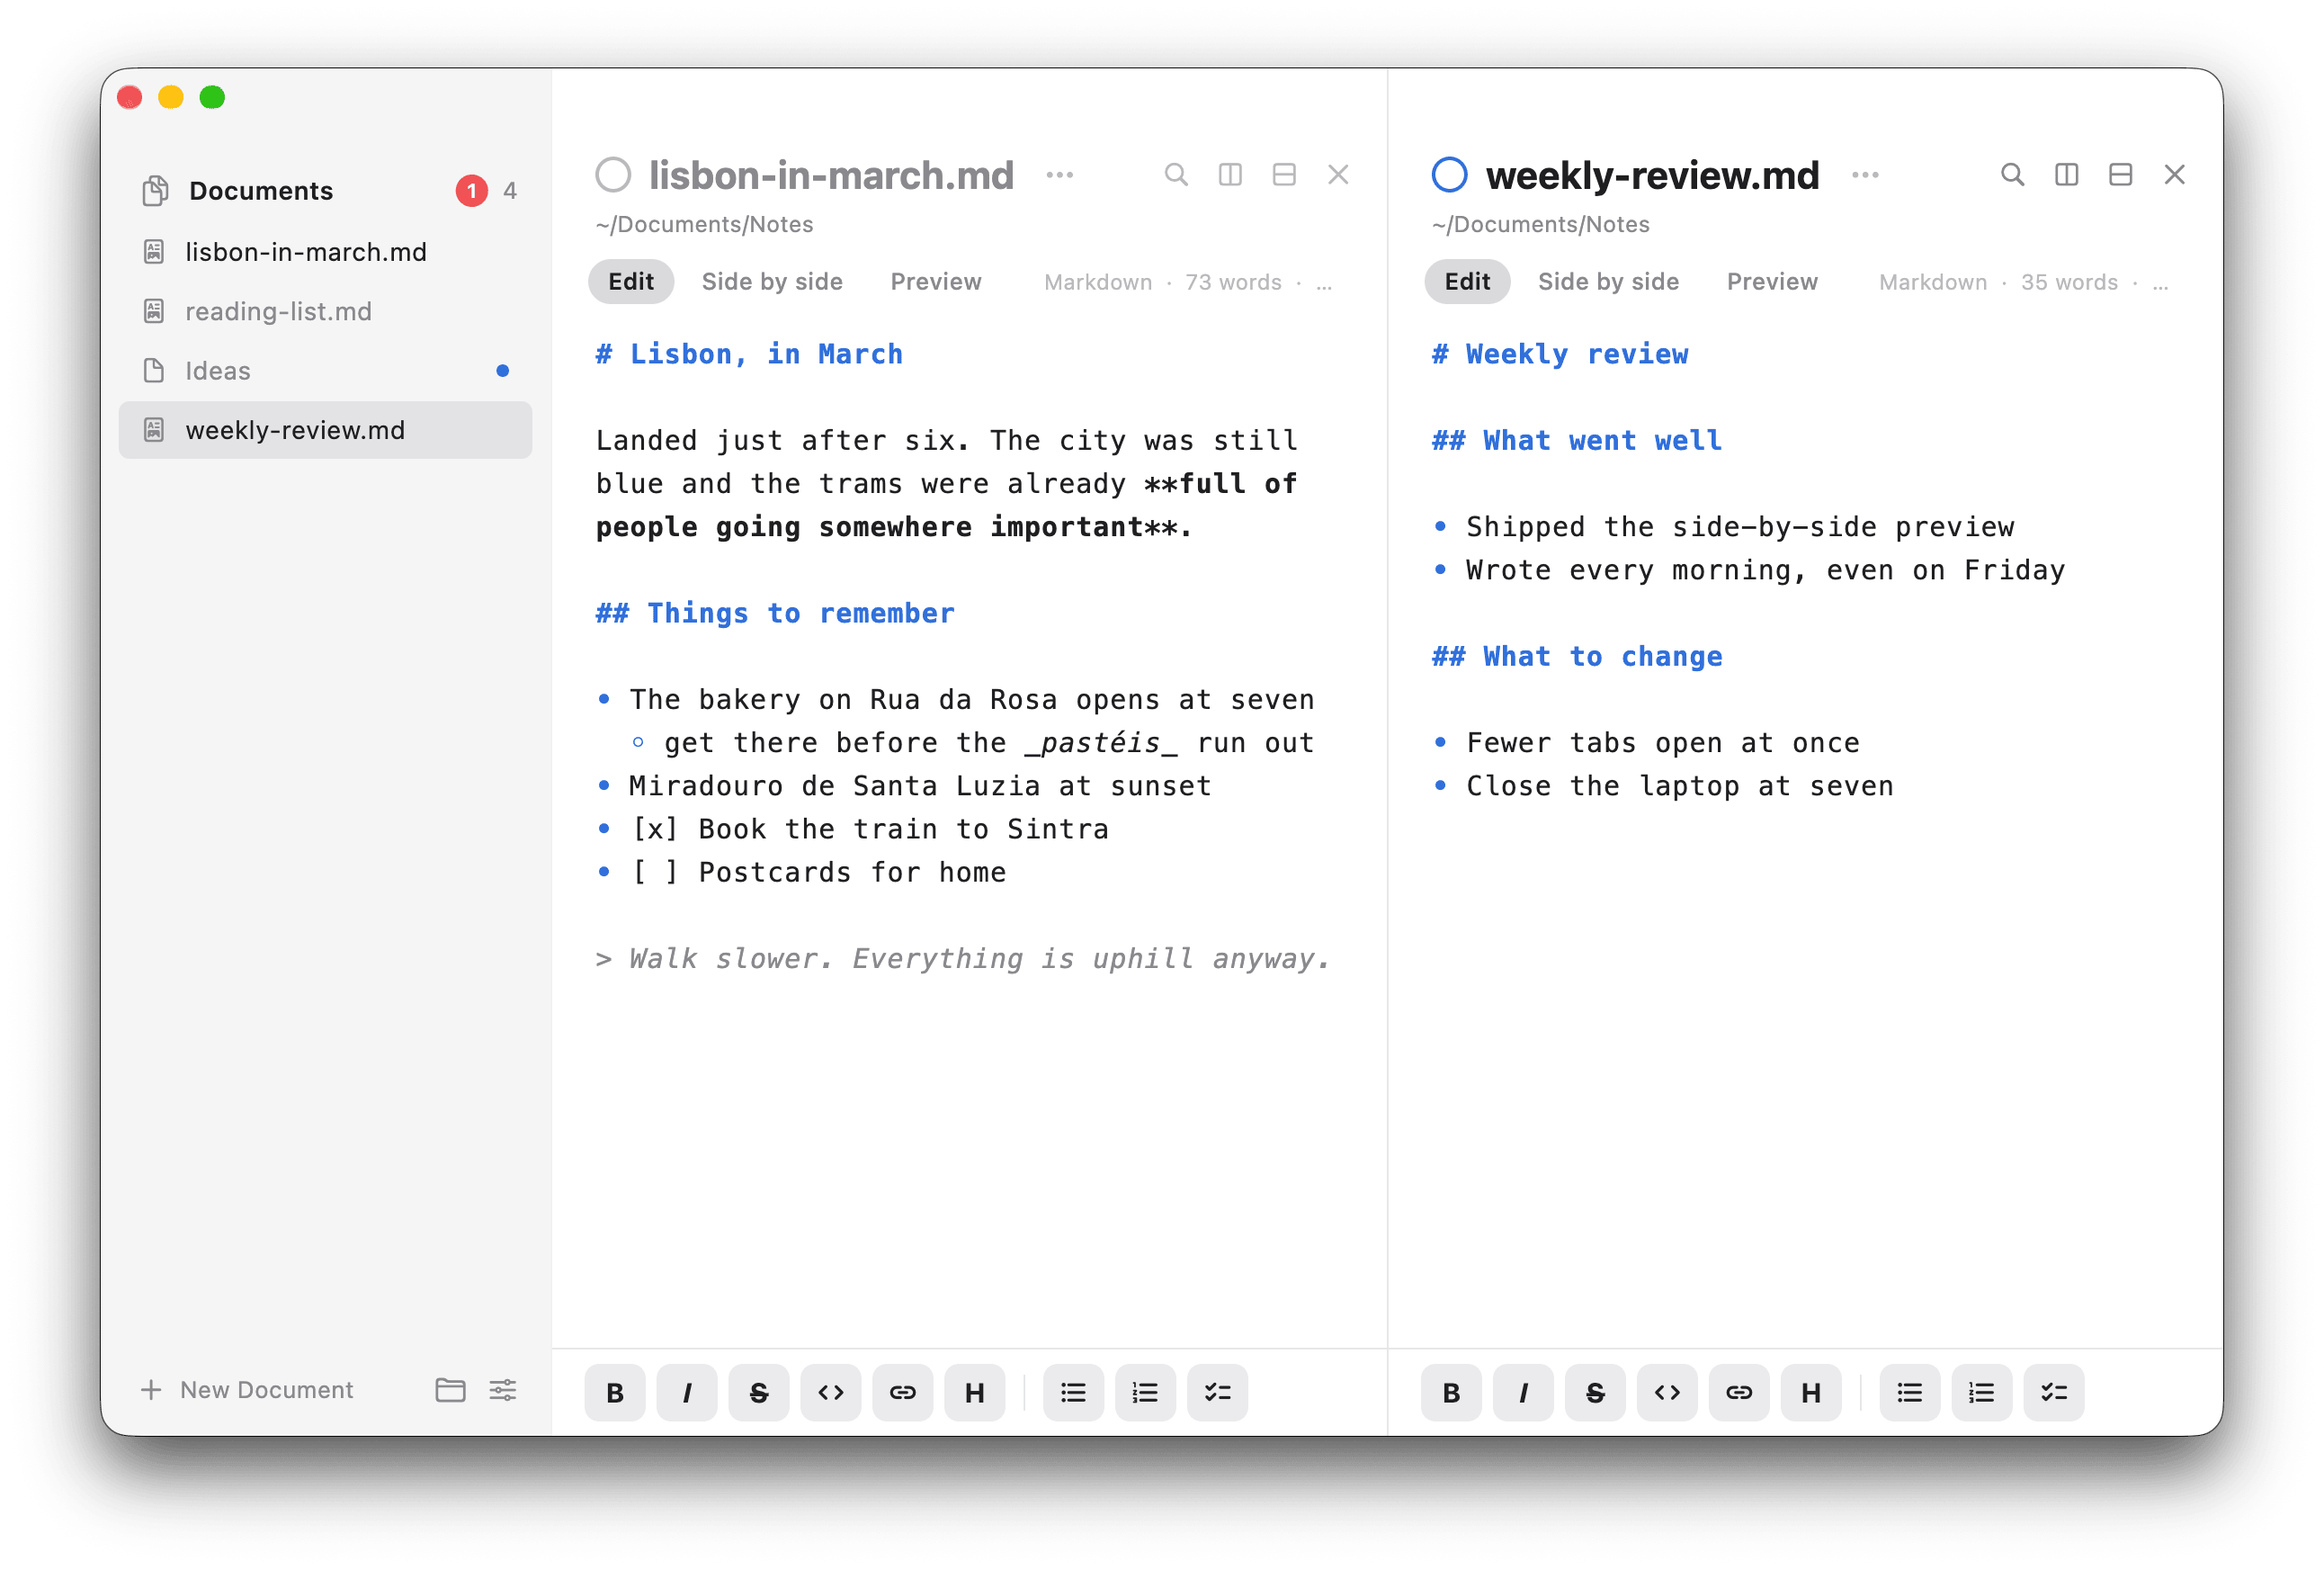 Documents 1 4
lisbon-in-march.md
reading-list.md
Ideas
weekly-review.md
New Document
lisbon-in-march.md
~/Documents/Notes
Edit Side by side Preview Markdown · 73 words · ...
# Lisbon, in March
Landed just after six. The city was still
blue and the trams were already **full of
people going somewhere important**.
## Things to remember
• The bakery on Rua da Rosa opens at seven
◦ get there before the _pastéis_ run out
• Miradouro de Santa Luzia at sunset
• [x] Book the train to Sintra
• [ ] Postcards for home
> Walk slower. Everything is uphill anyway.
B I S <> H
weekly-review.md
~/Documents/Notes
Edit Side by side Preview Markdown · 35 words · ...
# Weekly review
## What went well
• Shipped the side-by-side preview
• Wrote every morning, even on Friday
## What to change
• Fewer tabs open at once
• Close the laptop at seven
B I S <> H